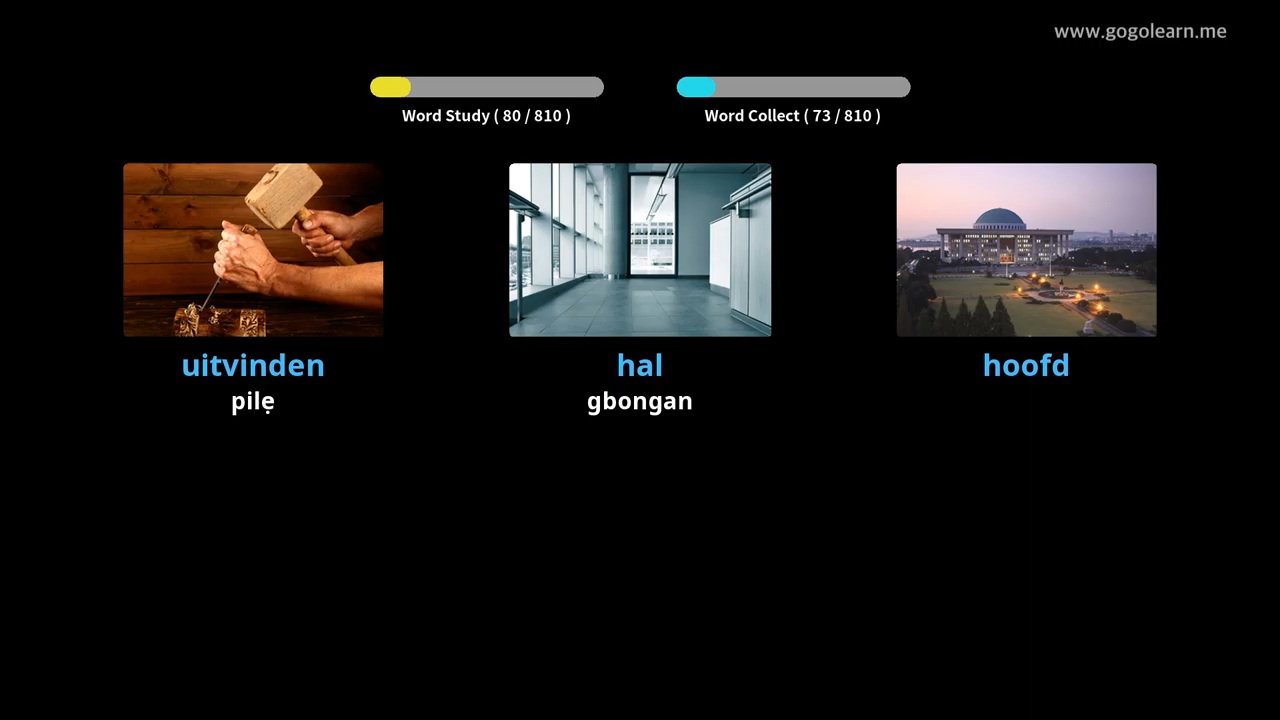 www.gogolearn.me
Word Study ( 80 / 810 )
Word Collect ( 73 / 810 )
uitvinden
pilẹ
hal
gbongan
hoofd